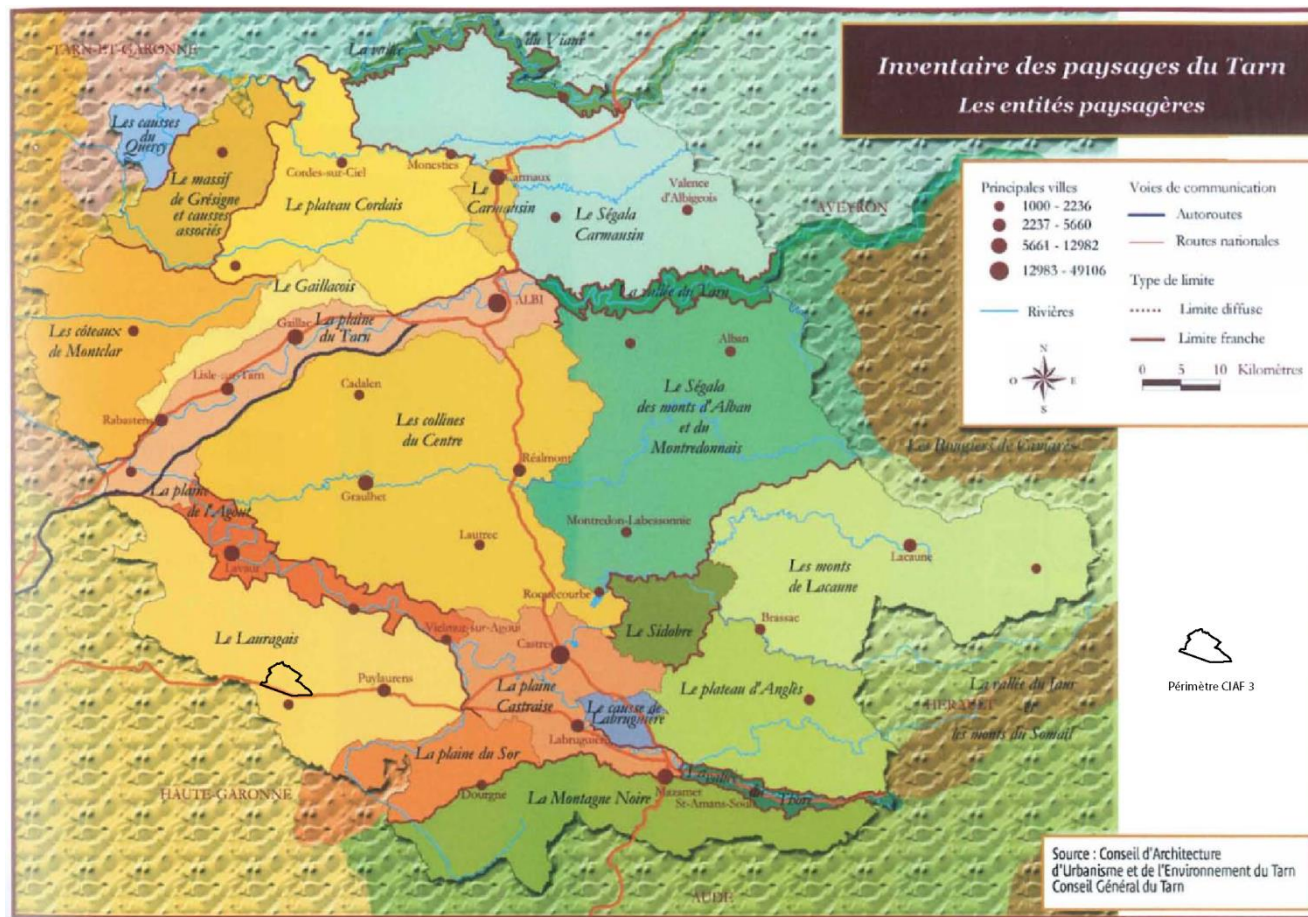 Inventaire des paysages du Tarn
Les entités paysagères
TARN-ET-GARONNE
La vallée
du Viaur
Les causses
du
Quercy
Le massif
de Grésigne
et causses
associés
Cordes-sur-Ciel
Monesties
Le plateau Cordais
Carmaux
Le
Carmausin
Le Ségala
Carmausin
Valence
d'Albigeois
AVEYRON
Principales villes
1000 - 2236
2237 - 5660
5661 - 12982
12983 - 49106
Rivières
Voies de communication
Autoroutes
Routes nationales
Type de limite
Limite diffuse
Limite franche
0 5 10 Kilomètres
N
O E
S
Le Gaillacois
La vallée du Tarn
ALBI
Gaillac
La plaine
du Tarn
Les côteaux
de Montclar
Lisle-sur-Tarn
Rabastens
Cadalen
Les collines
du Centre
Alban
Le Ségala
des monts d'Alban
et du
Montredonnais
Les Rougiers de Camarès
Réalmont
Graulhet
La plaine
de l'Agout
Montredon-Labessonnie
Lautrec
Lavaur
Lacaune
Les monts
de Lacaune
Roquecourbe
Le Sidobre
Brassac
Le Lauragais
Vielmur-sur-Agout
Castres
Puylaurens
La plaine
Castraise
Le plateau d'Anglès
Le causse de
Labruguière
Labruguière
La vallée du Jaur
et
les monts du Somail
HERAULT
Périmètre CIAF 3
La plaine du Sor
HAUTE-GARONNE
Dourgne
La Montagne Noire
Mazamet
La vallée
du Thoré
St-Amans-Soult
AUDE
Source : Conseil d'Architecture
d'Urbanisme et de l'Environnement du Tarn
Conseil Général du Tarn